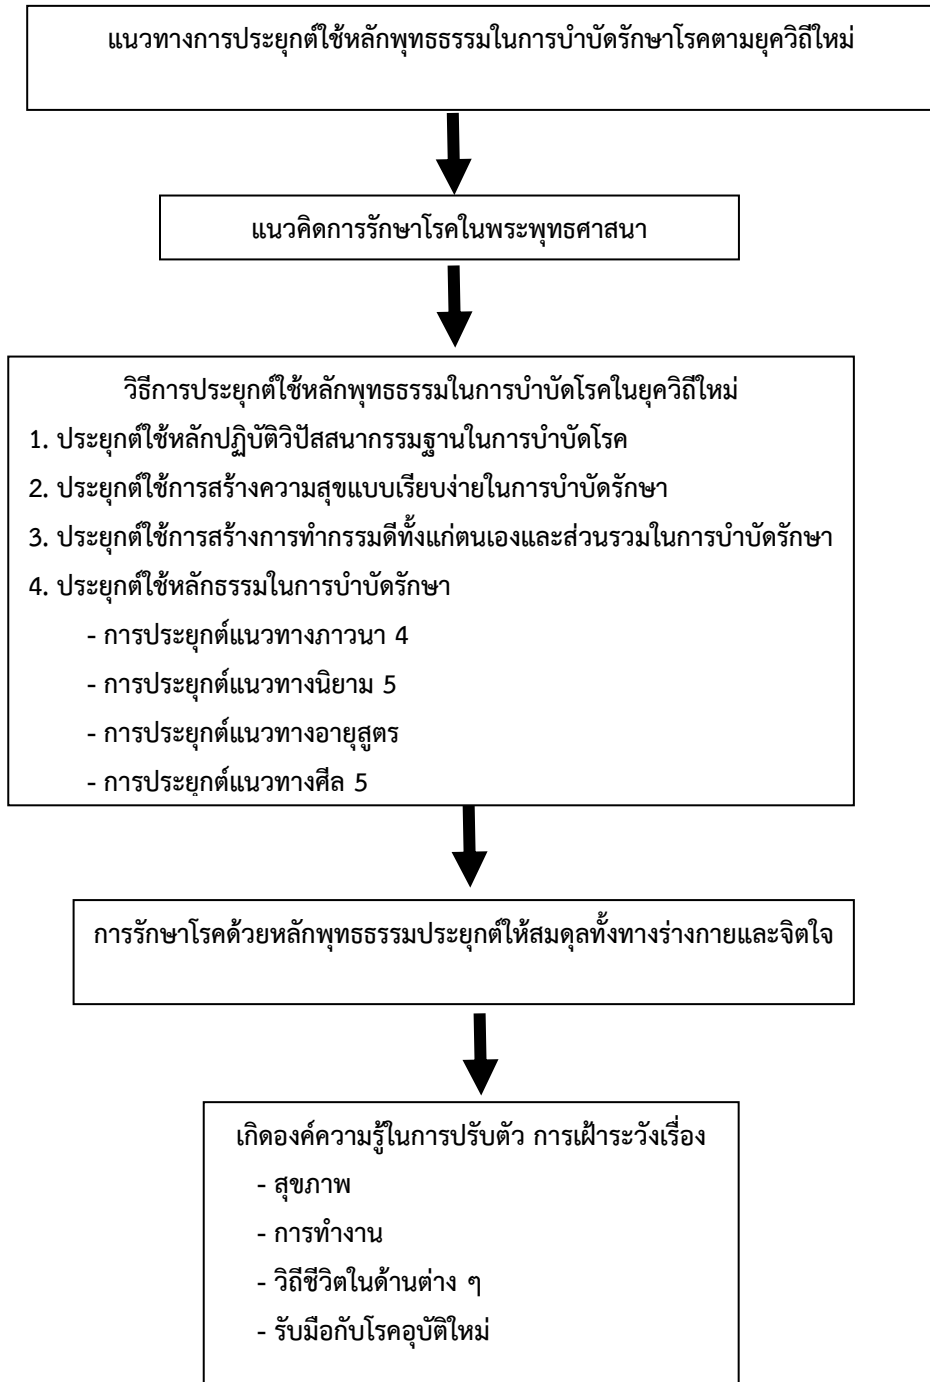 แนวทางการประยุกต์ใช้หลักพุทธธรรมในการบำบัดรักษาโรคตามยุควิถีใหม่
แนวคิดการรักษาโรคในพระพุทธศาสนา
วิธีการประยุกต์ใช้หลักพุทธธรรมในการบำบัดโรคในยุควิถีใหม่
1. ประยุกต์ใช้หลักปฏิบัติวิปัสสนากรรมฐานในการบำบัดโรค
2. ประยุกต์ใช้การสร้างความสุขแบบเรียบง่ายในการบำบัดรักษา
3. ประยุกต์ใช้การสร้างการทำกรรมดีทั้งแก่ตนเองและส่วนรวมในการบำบัดรักษา
4. ประยุกต์ใช้หลักธรรมในการบำบัดรักษา
- การประยุกต์แนวทางภาวนา 4
- การประยุกต์แนวทางนิยาม 5
- การประยุกต์แนวทางอายุสูตร
- การประยุกต์แนวทางศีล 5
การรักษาโรคด้วยหลักพุทธธรรมประยุกต์ให้สมดุลทั้งทางร่างกายและจิตใจ
เกิดองค์ความรู้ในการปรับตัว การเฝ้าระวังเรื่อง
- สุขภาพ
- การทำงาน
- วิถีชีวิตในด้านต่าง ๆ
- รับมือกับโรคอุบัติใหม่